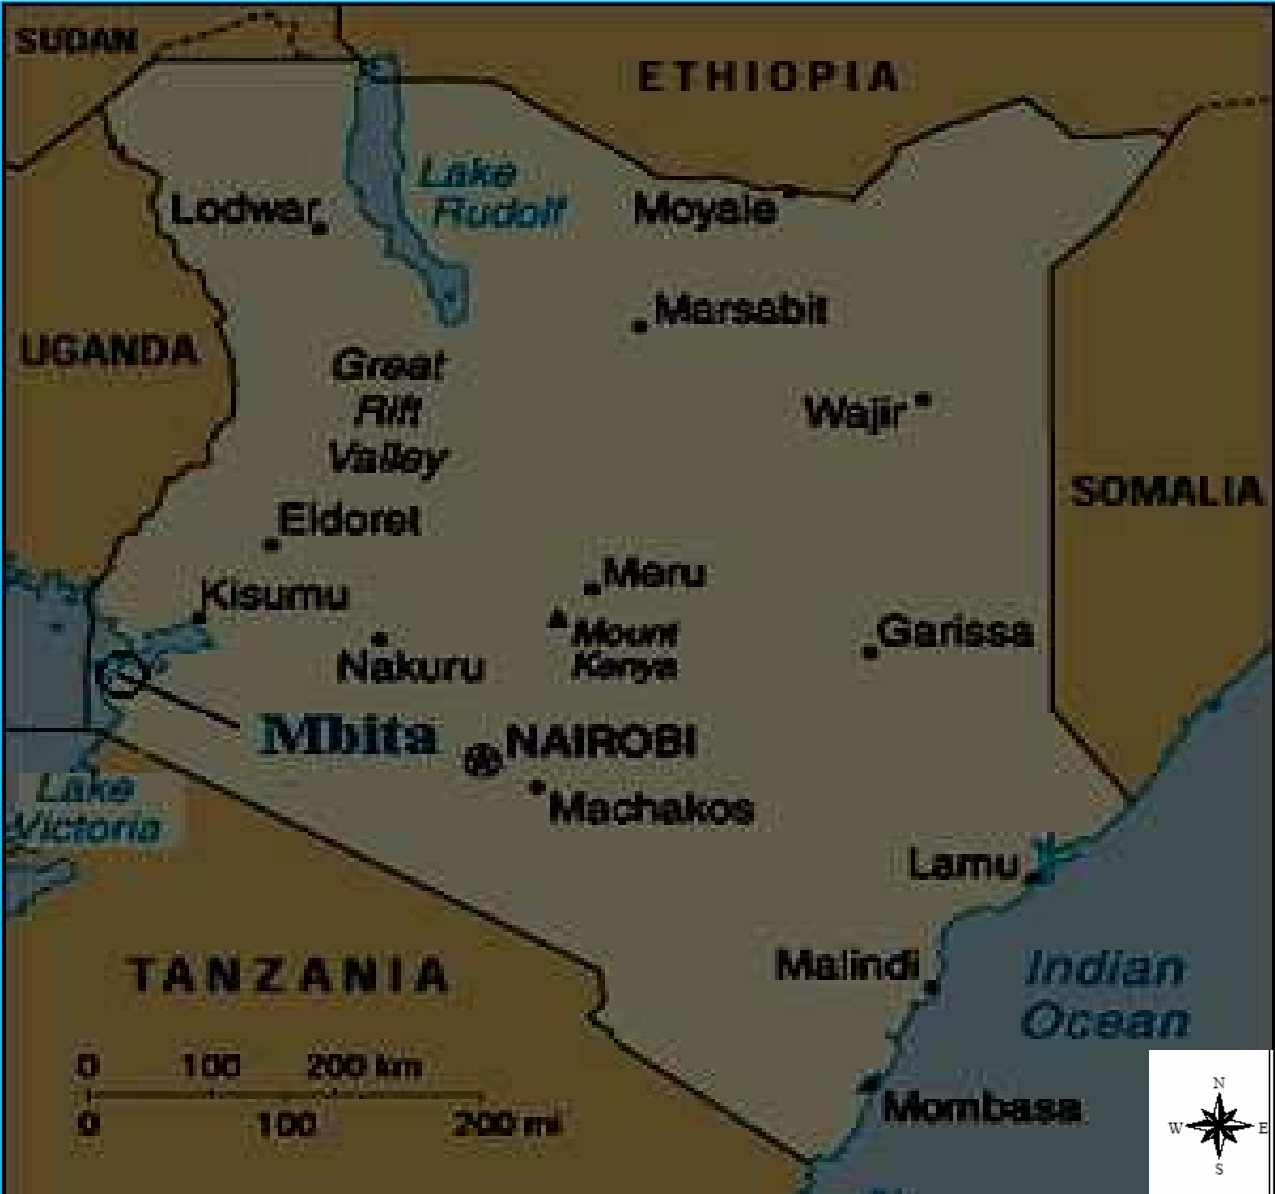 SUDAN
ETHIOPIA
Lake
Rudolf
Lodwar
Moyale
Marsabit
UGANDA
Great
Rift
Valley
Wajir
SOMALIA
Eldoret
Kisumu
Meru
Mount
Kenya
Garissa
Nakuru
Mbita
NAIROBI
Machakos
Lake
Victoria
Lamu
Malindi
Indian
Ocean
TANZANIA
0 100 200 km
0 100 200 mi
Mombasa
N
W E
S